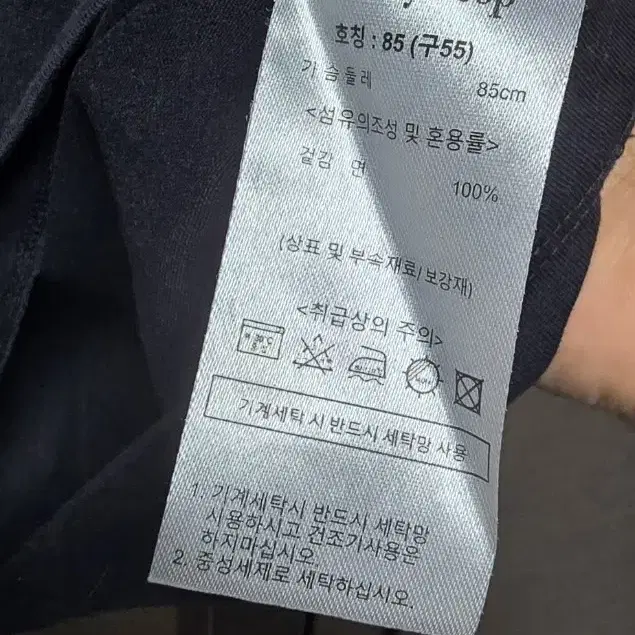 호칭 : 85 (구55)
가슴둘레 85cm
<섬유의조성 및 혼용률>
겉감 면 100%
(상표 및 부속재료/보강재)
<취급상의 주의>
기계세탁 시 반드시 세탁망 사용
1. 기계세탁시 반드시 세탁망
사용하시고 건조기사용은
하지마십시오.
2. 중성세제로 세탁하십시오.